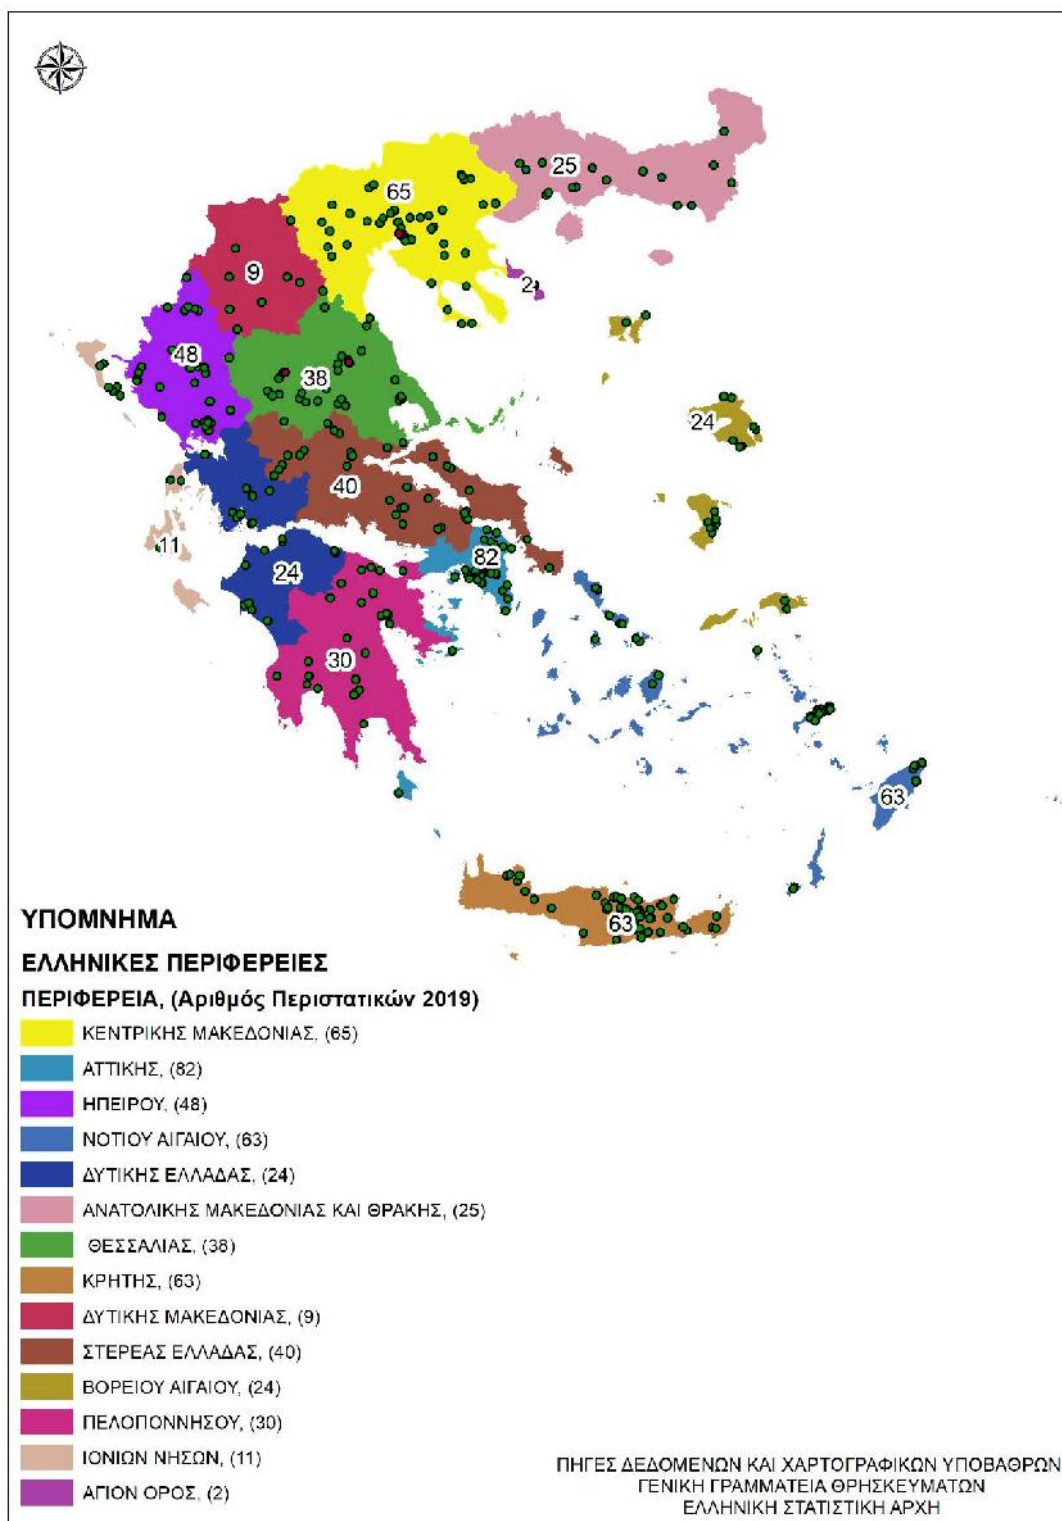 25
65
2
9
48
38
24
40
11
82
24
30
63
63
ΥΠΟΜΝΗΜΑ
ΕΛΛΗΝΙΚΕΣ ΠΕΡΙΦΕΡΕΙΕΣ
ΠΕΡΙΦΕΡΕΙΑ, (Αριθμός Περιστατικών 2019)
ΚΕΝΤΡΙΚΗΣ ΜΑΚΕΔΟΝΙΑΣ, (65)
ΑΤΤΙΚΗΣ, (82)
ΗΠΕΙΡΟΥ, (48)
ΝΟΤΙΟΥ ΑΙΓΑΙΟΥ, (63)
ΔΥΤΙΚΗΣ ΕΛΛΑΔΑΣ, (24)
ΑΝΑΤΟΛΙΚΗΣ ΜΑΚΕΔΟΝΙΑΣ ΚΑΙ ΘΡΑΚΗΣ, (25)
ΘΕΣΣΑΛΙΑΣ, (38)
ΚΡΗΤΗΣ, (63)
ΔΥΤΙΚΗΣ ΜΑΚΕΔΟΝΙΑΣ, (9)
ΣΤΕΡΕΑΣ ΕΛΛΑΔΑΣ, (40)
ΒΟΡΕΙΟΥ ΑΙΓΑΙΟΥ, (24)
ΠΕΛΟΠΟΝΝΗΣΟΥ, (30)
ΙΟΝΙΩΝ ΝΗΣΩΝ, (11)
ΑΓΙΟΝ ΟΡΟΣ, (2)
ΠΗΓΕΣ ΔΕΔΟΜΕΝΩΝ ΚΑΙ ΧΑΡΤΟΓΡΑΦΙΚΩΝ ΥΠΟΒΑΘΡΩΝ
ΓΕΝΙΚΗ ΓΡΑΜΜΑΤΕΙΑ ΘΡΗΣΚΕΥΜΑΤΩΝ
ΕΛΛΗΝΙΚΗ ΣΤΑΤΙΣΤΙΚΗ ΑΡΧΗ